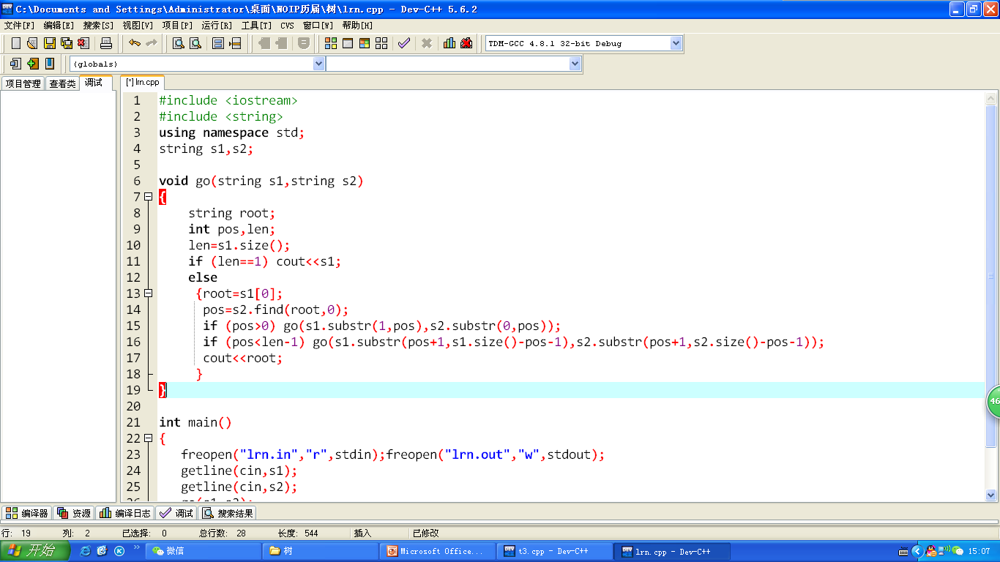 C:\Documents and Settings\Administrator\桌面\NOIP历届\树\lrn.cpp - Dev-C++ 5.6.2
文件[F] 编辑[E] 搜索[S] 视图[V] 项目[P] 运行[R] 工具[T] CVS 窗口[W] 帮助[H]
TDM-GCC 4.8.1 32-bit Debug
(globals)
项目管理 查看类 调试 [*] lrn.cpp
1 #include <iostream>
2 #include <string>
3 using namespace std;
4 string s1,s2;
5
6 void go(string s1,string s2)
7 {
8 string root;
9 int pos,len;
10 len=s1.size();
11 if (len==1) cout<<s1;
12 else
13 {root=s1[0];
14 pos=s2.find(root,0);
15 if (pos>0) go(s1.substr(1,pos),s2.substr(0,pos));
16 if (pos<len-1) go(s1.substr(pos+1,s1.size()-pos-1),s2.substr(pos+1,s2.size()-pos-1));
17 cout<<root;
18 }
19 }
20
21 int main()
22 {
23 freopen("lrn.in","r",stdin);freopen("lrn.out","w",stdout);
24 getline(cin,s1);
25 getline(cin,s2);
46
编译器 资源 编译日志 调试 搜索结果
行: 19 列: 2 已选择: 0 总行数: 28 长度: 544 插入 已修改
开始 微信 树 Microsoft Office... t3.cpp - Dev-C++ lrn.cpp - Dev-C++ 15:07